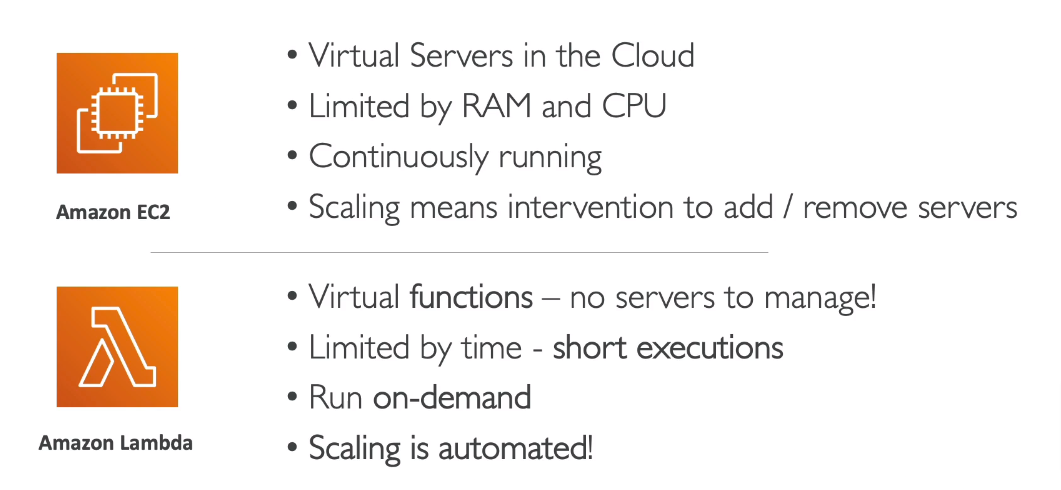 • Virtual Servers in the Cloud
• Limited by RAM and CPU
• Continuously running
• Scaling means intervention to add / remove servers
Amazon EC2
• Virtual functions – no servers to manage!
• Limited by time - short executions
• Run on-demand
• Scaling is automated!
Amazon Lambda